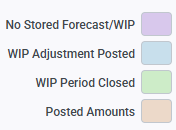 No Stored Forecast/WIP
WIP Adjustment Posted
WIP Period Closed
Posted Amounts